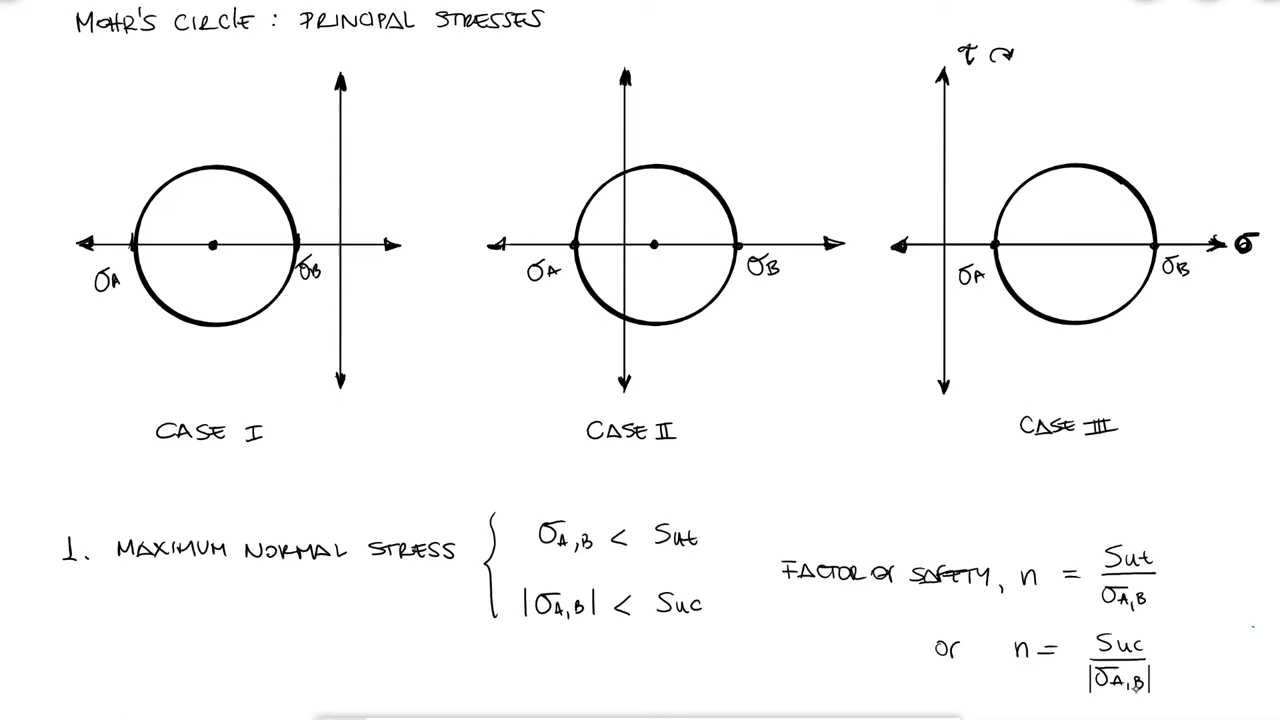 MOHR'S CIRCLE : PRINCIPAL STRESSES
τ
σ
σA σB
σA σB
σA σB
CASE I
CASE II
CASE III
1. MAXIMUM NORMAL STRESS { σA,B < Sut
|σA,B| < Suc
FACTOR OF SAFETY, n = Sut / σA,B
or n = Suc / |σA,B|